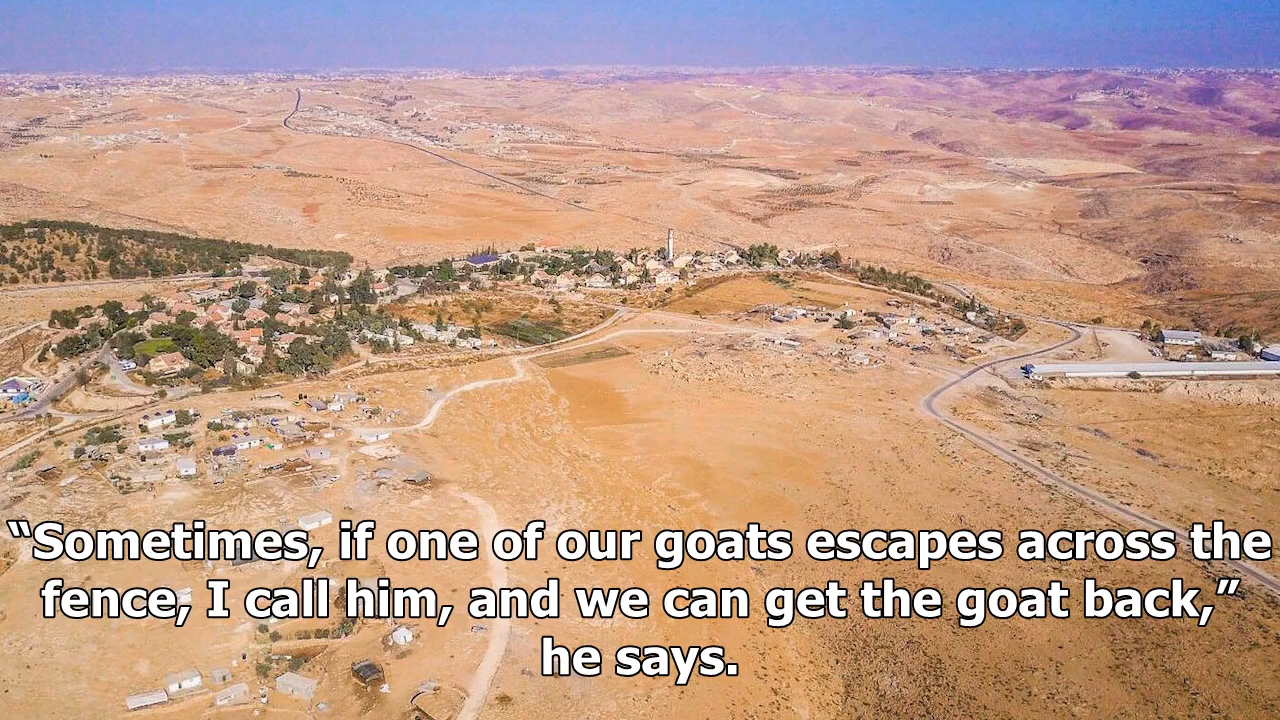 “Sometimes, if one of our goats escapes across the
fence, I call him, and we can get the goat back,”
he says.